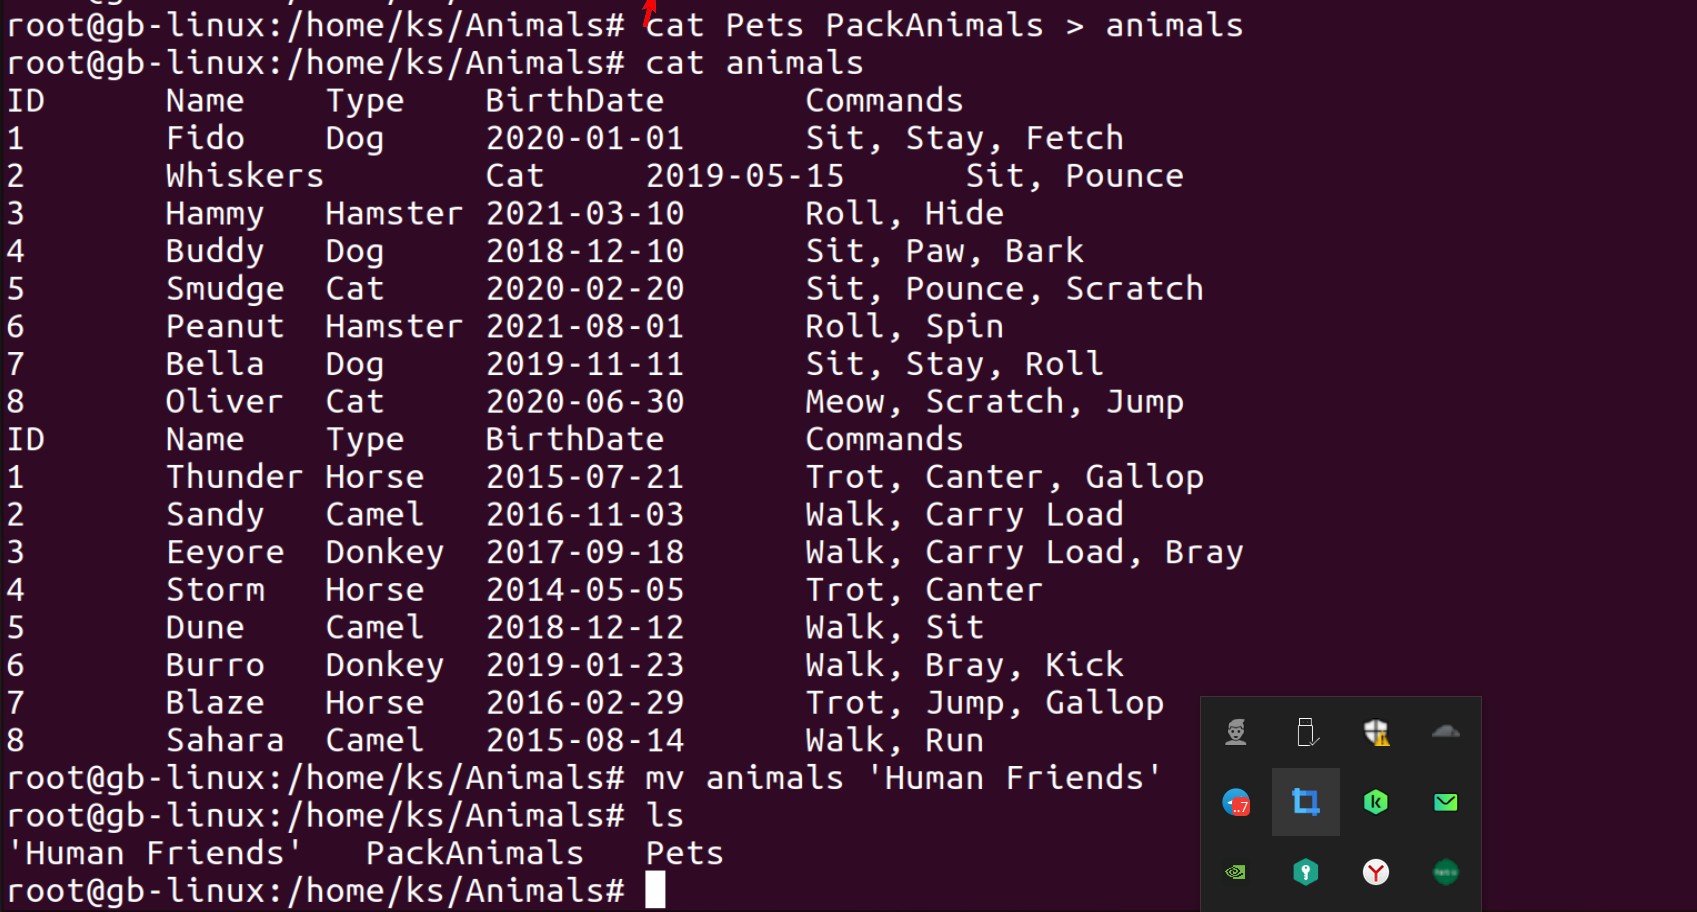 root@gb-linux:/home/ks/Animals# cat Pets PackAnimals > animals
root@gb-linux:/home/ks/Animals# cat animals
ID Name Type BirthDate Commands
1 Fido Dog 2020-01-01 Sit, Stay, Fetch
2 Whiskers Cat 2019-05-15 Sit, Pounce
3 Hammy Hamster 2021-03-10 Roll, Hide
4 Buddy Dog 2018-12-10 Sit, Paw, Bark
5 Smudge Cat 2020-02-20 Sit, Pounce, Scratch
6 Peanut Hamster 2021-08-01 Roll, Spin
7 Bella Dog 2019-11-11 Sit, Stay, Roll
8 Oliver Cat 2020-06-30 Meow, Scratch, Jump
ID Name Type BirthDate Commands
1 Thunder Horse 2015-07-21 Trot, Canter, Gallop
2 Sandy Camel 2016-11-03 Walk, Carry Load
3 Eeyore Donkey 2017-09-18 Walk, Carry Load, Bray
4 Storm Horse 2014-05-05 Trot, Canter
5 Dune Camel 2018-12-12 Walk, Sit
6 Burro Donkey 2019-01-23 Walk, Bray, Kick
7 Blaze Horse 2016-02-29 Trot, Jump, Gallop
8 Sahara Camel 2015-08-14 Walk, Run
root@gb-linux:/home/ks/Animals# mv animals 'Human Friends'
root@gb-linux:/home/ks/Animals# ls
'Human Friends' PackAnimals Pets
root@gb-linux:/home/ks/Animals#
..7